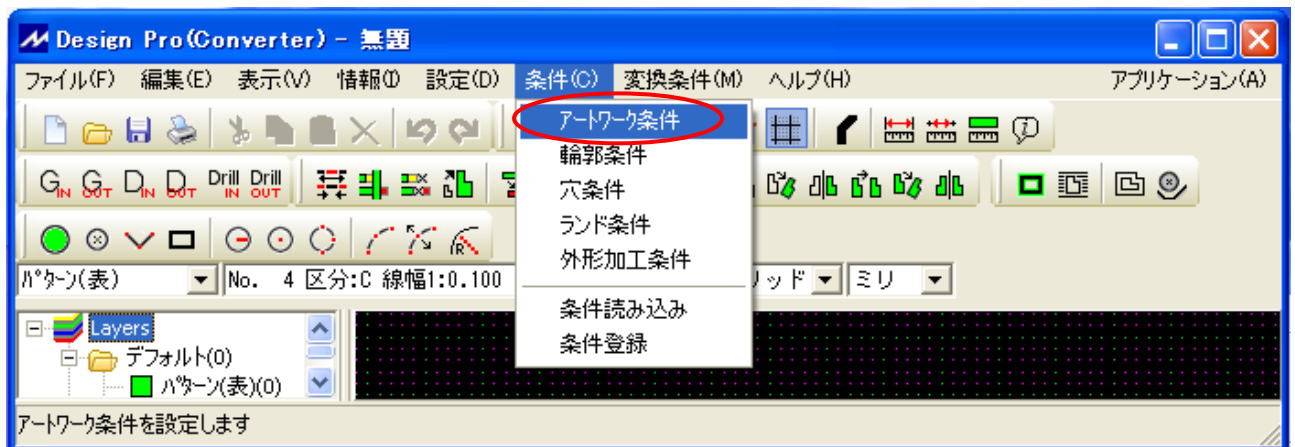 Design Pro(Converter) - 無題
ファイル(F) 編集(E) 表示(V) 情報(I) 設定(D) 条件(C) 変換条件(M) ヘルプ(H) アプリケーション(A)
アートワーク条件
輪郭条件
GIN GOUT DIN DOUT Drill IN Drill OUT
穴条件
ランド条件
外形加工条件
パターン(表) No. 4 区分:C 線幅1:0.100 リッド ミリ
条件読み込み
条件登録
Layers
デフォルト(0)
パターン(表)(0)
アートワーク条件を設定します